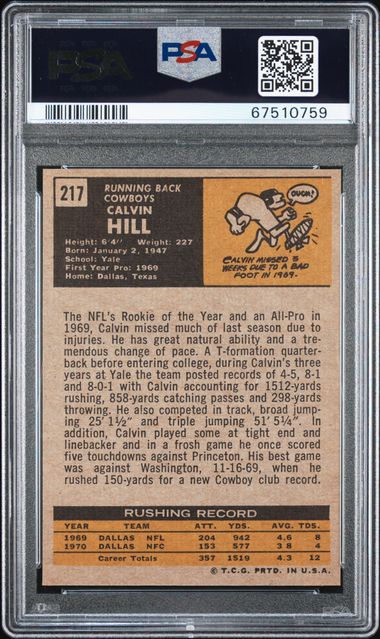 PSA
PSA
67510759
217
RUNNING BACK
COWBOYS
CALVIN
HILL
Height: 6'4" Weight: 227
Born: January 2, 1947
School: Yale
First Year Pro: 1969
Home: Dallas, Texas
OUCH!
CALVIN MISSED 5
WEEKS DUE TO A BAD
FOOT IN 1969.
The NFL's Rookie of the Year and an All-Pro in
1969, Calvin missed much of last season due to
injuries. He has great natural ability and a tre-
mendous change of pace. A T-formation quarter-
back before entering college, during Calvin's three
years at Yale the team posted records of 4-5, 8-1
and 8-0-1 with Calvin accounting for 1512-yards
rushing, 858-yards catching passes and 298-yards
throwing. He also competed in track, broad jump-
ing 25' 1½" and triple jumping 51' 5¼". In
addition, Calvin played some at tight end and
linebacker and in a frosh game he once scored
five touchdowns against Princeton. His best game
was against Washington, 11-16-69, when he
rushed 150-yards for a new Cowboy club record.
RUSHING RECORD
YEAR TEAM ATT. YDS. AVG. TDS.
1969 DALLAS NFL 204 942 4.6 8
1970 DALLAS NFC 153 577 3.8 4
Career Totals 357 1519 4.3 12
© T.C.G. PRTD. IN U.S.A.